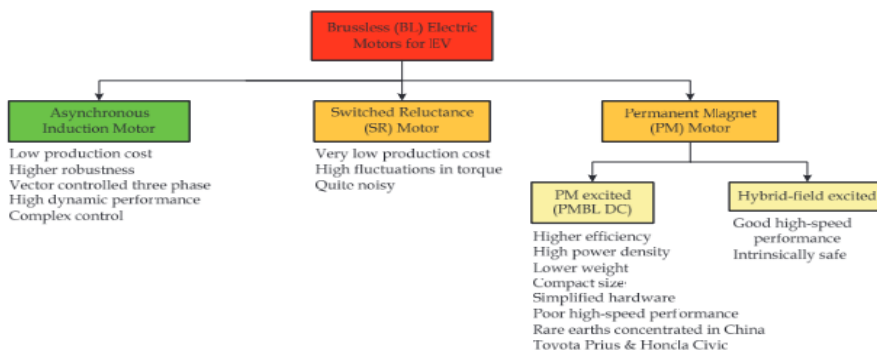 Brussless (BL) Electric
Motors for EV
Asynchronous
Induction Motor
Low production cost
Higher robustness
Vector controlled three phase
High dynamic performance
Complex control
Switched Reluctance
(SR) Motor
Very low production cost
High fluctuations in torque
Quite noisy
Permanent Magnet
(PM) Motor
PM excited
(PMBL DC)
Higher efficiency
High power density
Lower weight
Compact size
Simplified hardware
Poor high-speed performance
Rare earths concentrated in China
Toyota Prius & Honda Civic
Hybrid-field excited
Good high-speed
performance
Intrinsically safe